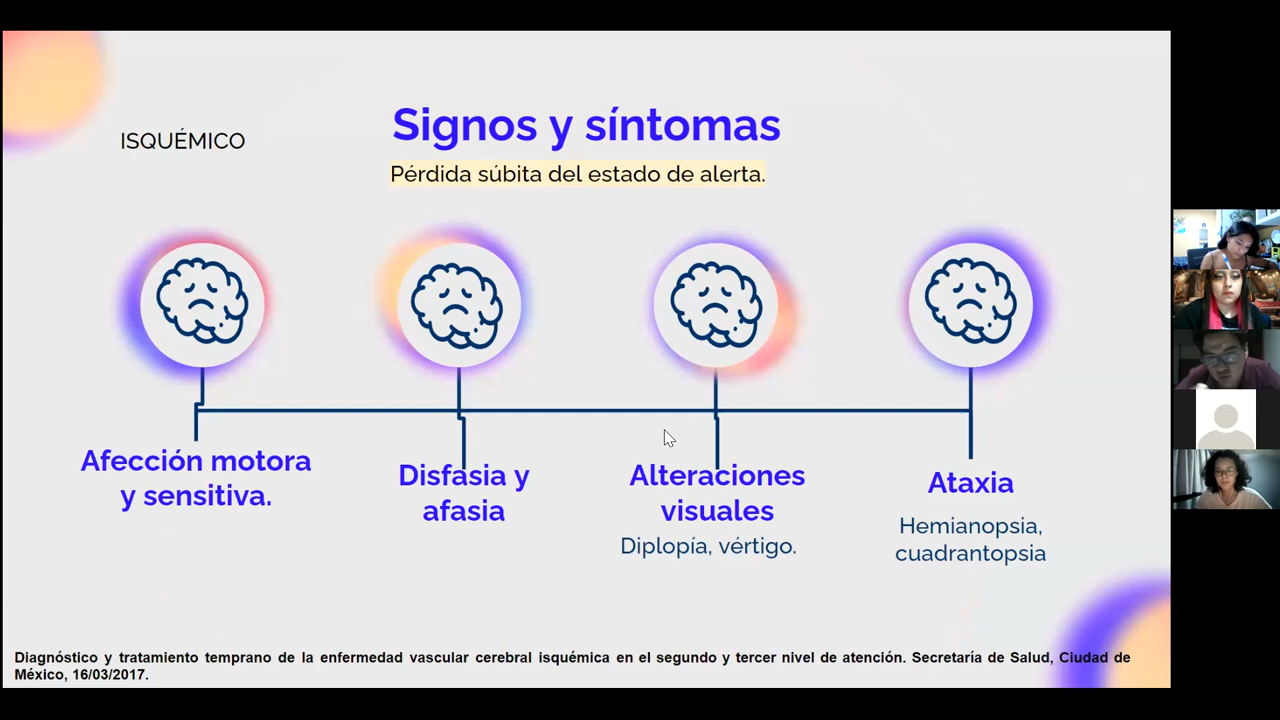 ISQUÉMICO
Signos y síntomas
Pérdida súbita del estado de alerta.
Afección motora
y sensitiva.
Disfasia y
afasia
Alteraciones
visuales
Diplopía, vértigo.
Ataxia
Hemianopsia,
cuadrantopsia
Diagnóstico y tratamiento temprano de la enfermedad vascular cerebral isquémica en el segundo y tercer nivel de atención. Secretaría de Salud, Ciudad de
México, 16/03/2017.